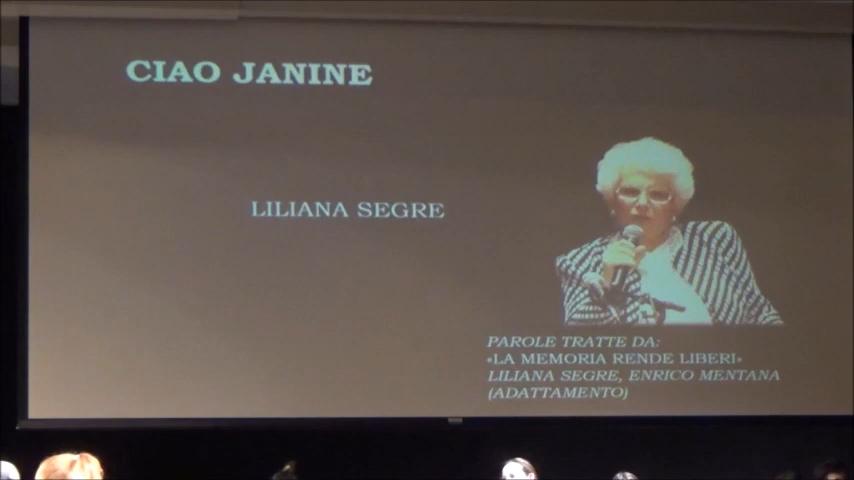 CIAO JANINE
LILIANA SEGRE
PAROLE TRATTE DA:
«LA MEMORIA RENDE LIBERI»
LILIANA SEGRE, ENRICO MENTANA
(ADATTAMENTO)